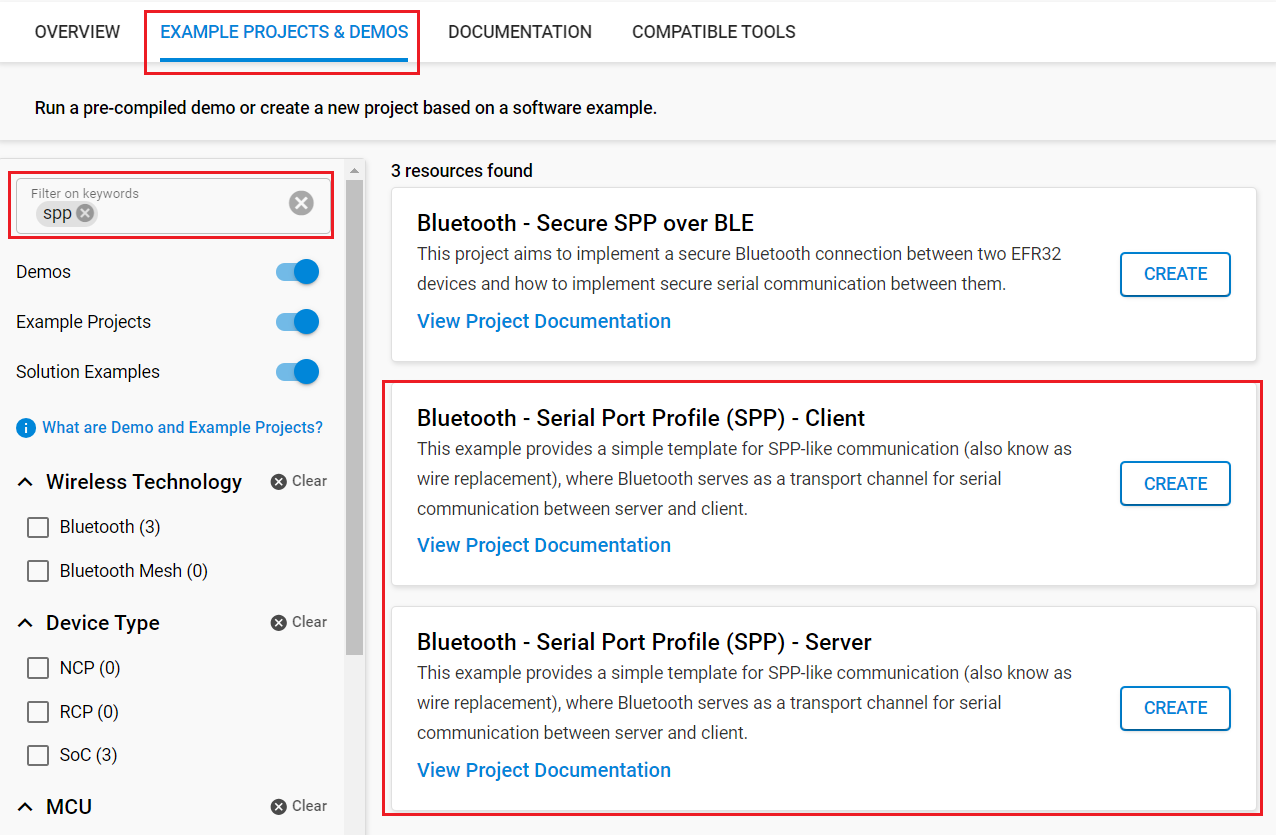 OVERVIEW
EXAMPLE PROJECTS & DEMOS
DOCUMENTATION
COMPATIBLE TOOLS
Run a pre-compiled demo or create a new project based on a software example.
Filter on keywords
spp
Demos
Example Projects
Solution Examples
What are Demo and Example Projects?
Wireless Technology
Clear
Bluetooth (3)
Bluetooth Mesh (0)
Device Type
Clear
NCP (0)
RCP (0)
SoC (3)
MCU
Clear
3 resources found
Bluetooth - Secure SPP over BLE
This project aims to implement a secure Bluetooth connection between two EFR32
devices and how to implement secure serial communication between them.
View Project Documentation
CREATE
Bluetooth - Serial Port Profile (SPP) - Client
This example provides a simple template for SPP-like communication (also know as
wire replacement), where Bluetooth serves as a transport channel for serial
communication between server and client.
View Project Documentation
CREATE
Bluetooth - Serial Port Profile (SPP) - Server
This example provides a simple template for SPP-like communication (also know as
wire replacement), where Bluetooth serves as a transport channel for serial
communication between server and client.
View Project Documentation
CREATE